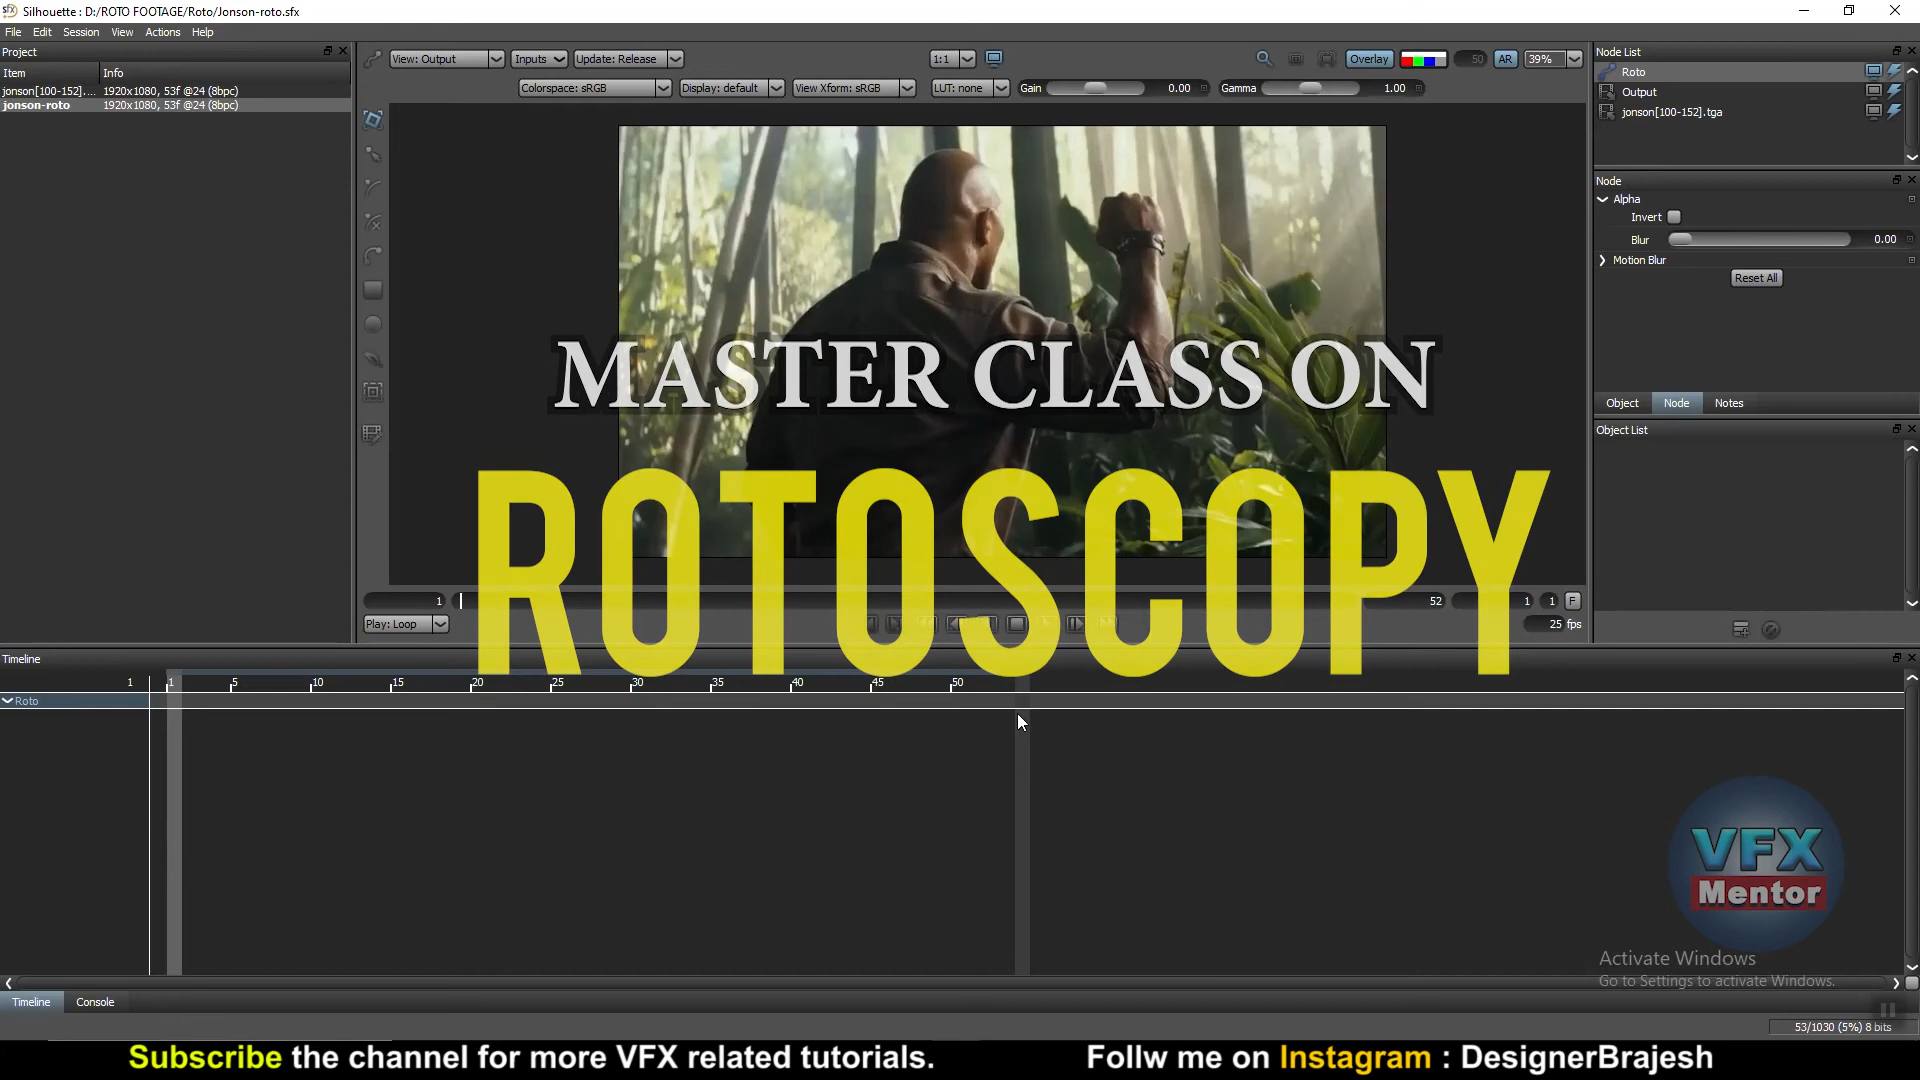 Silhouette : D:/ROTO FOOTAGE/Roto/Jonson-roto.sfx
File Edit Session View Actions Help
Project
Item Info
jonson[100-152].... 1920x1080, 53f @24 (8bpc)
jonson-roto 1920x1080, 53f @24 (8bpc)
View: Output Inputs Update: Release 1:1 Overlay 50 AR 39%
Colorspace: sRGB Display: default View Xform: sRGB LUT: none Gain 0.00 Gamma 1.00
Node List
Roto
Output
jonson[100-152].tga
Node
Alpha
Invert
Blur 0.00
Motion Blur
Reset All
Object Node Notes
Object List
MASTER CLASS ON
ROTOSCOPY
1 52 1 1 F
Play: Loop 25 fps
Timeline
1 1 5 10 15 20 25 30 35 40 45 50
Roto
VFX
Mentor
Activate Windows
Go to Settings to activate Windows.
Timeline Console
53/1030 (5%) 8 bits
Subscribe the channel for more VFX related tutorials. Follw me on Instagram : DesignerBrajesh